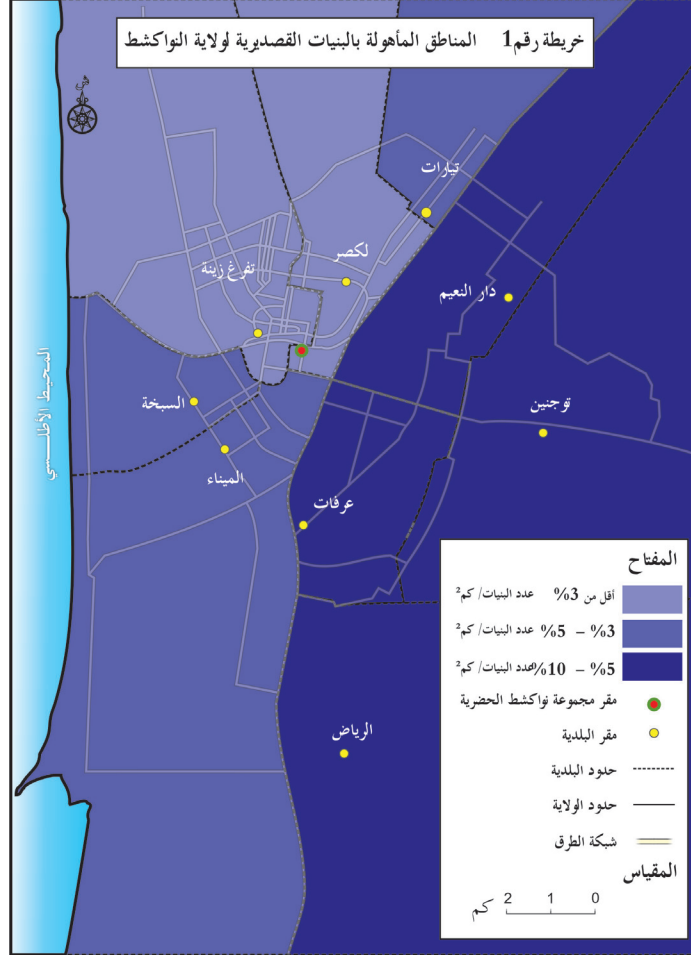 خريطة رقم1 المناطق المأهولة بالبنيات القصديرية لولاية النواكشط
ش
تيارات
لكصر
تفرغ زينة
دار النعيم
المحيط الأطلــــسي
السبخة
توجنين
الميناء
عرفات
الرياض
المفتاح
أقل من 3% عدد البنيات/ كم²
%3 – %5 عدد البنيات/ كم²
%5 – %10 عدد البنيات/ كم²
مقر مجموعة نواكشط الحضرية
مقر البلدية
حدود البلدية
حدود الولاية
شبكة الطرق
المقياس
0 1 2 كم